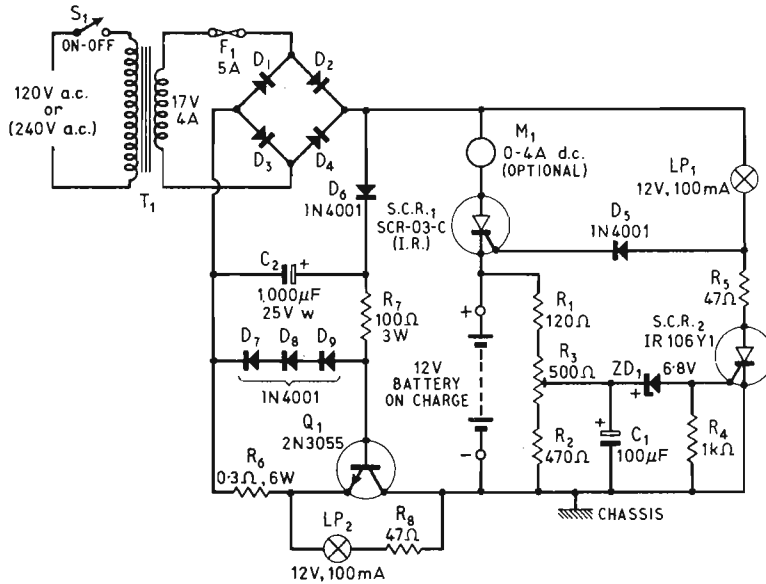 S₁
ON-OFF
120V a.c.
or
(240V a.c.)
T₁
17V
4A
F₁
5A
D₁
D₂
D₃
D₄
D₆
1N4001
M₁
0-4A d.c.
(OPTIONAL)
LP₁
12V, 100mA
S.C.R.₁
SCR-03-C
(I.R.)
D₅
1N4001
C₂
+
1,000µF
25V w
R₇
100Ω
3W
R₅
47Ω
D₇
D₈
D₉
1N4001
+
12V
BATTERY
ON CHARGE
-
R₁
120Ω
R₃
500Ω
R₂
470Ω
S.C.R.₂
IR 106Y1
ZD₁
6·8V
+
+
C₁
100µF
R₄
1kΩ
Q₁
2N3055
R₆
0·3Ω, 6W
LP₂
12V, 100mA
R₈
47Ω
CHASSIS